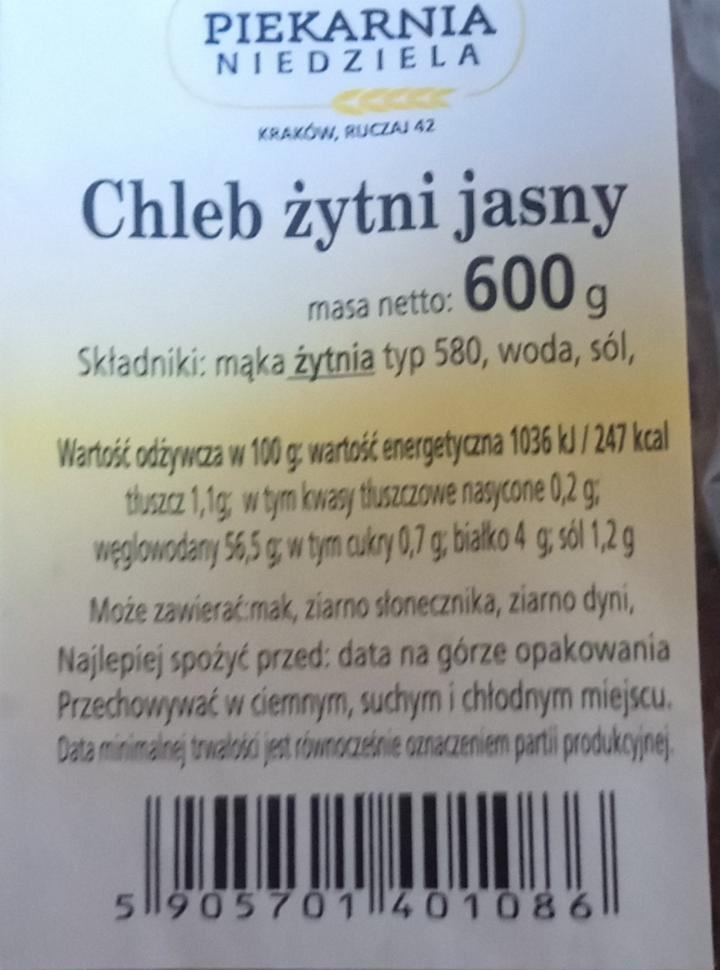 PIEKARNIA
NIEDZIELA
KRAKÓW, RUCZAJ 42
Chleb żytni jasny
masa netto: 600 g
Składniki: mąka żytnia typ 580, woda, sól,
Wartość odżywcza w 100 g: wartość energetyczna 1036 kJ / 247 kcal
tłuszcz 1,1g; w tym kwasy tłuszczowe nasycone 0,2 g;
węglowodany 56,5 g; w tym cukry 0,7 g; białko 4 g; sól 1,2 g
Może zawierać:mak, ziarno słonecznika, ziarno dyni,
Najlepiej spożyć przed: data na górze opakowania
Przechowywać w ciemnym, suchym i chłodnym miejscu.
Data minimalnej trwałości jest równocześnie oznaczeniem partii produkcyjnej.
5 905701 401086